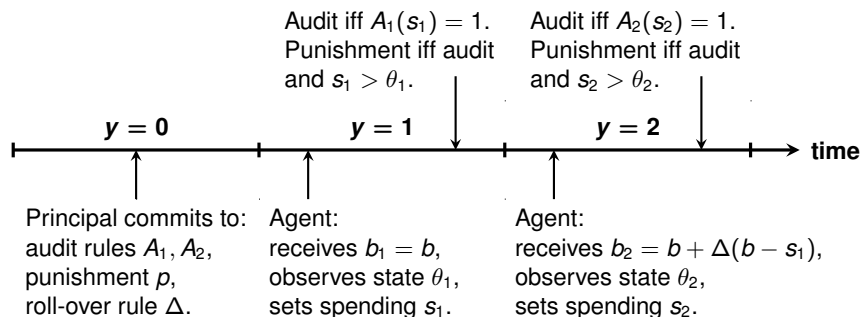 Audit iff A₁(s₁) = 1.
Punishment iff audit
and s₁ > θ₁.
Audit iff A₂(s₂) = 1.
Punishment iff audit
and s₂ > θ₂.
y = 0
y = 1
y = 2
time
Principal commits to:
audit rules A₁, A₂,
punishment p,
roll-over rule Δ.
Agent:
receives b₁ = b,
observes state θ₁,
sets spending s₁.
Agent:
receives b₂ = b + Δ(b − s₁),
observes state θ₂,
sets spending s₂.